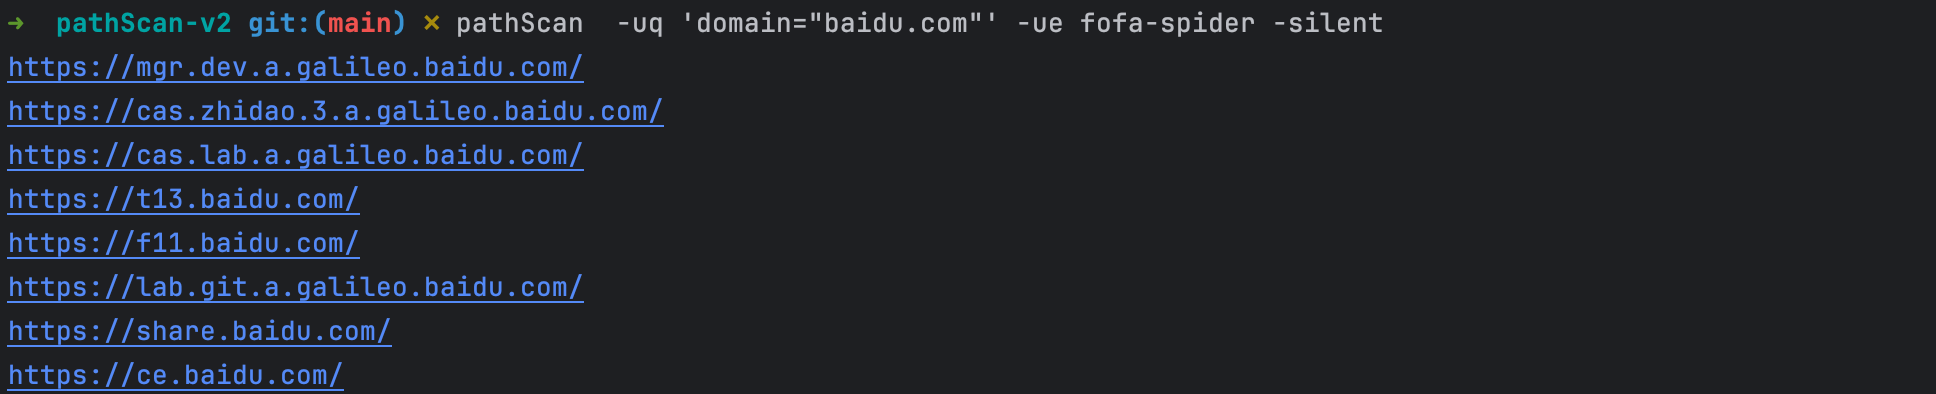 ➜  pathScan-v2 git:(main) ✗ pathScan  -uq 'domain="baidu.com"' -ue fofa-spider -silent
https://mgr.dev.a.galileo.baidu.com/
https://cas.zhidao.3.a.galileo.baidu.com/
https://cas.lab.a.galileo.baidu.com/
https://t13.baidu.com/
https://f11.baidu.com/
https://lab.git.a.galileo.baidu.com/
https://share.baidu.com/
https://ce.baidu.com/